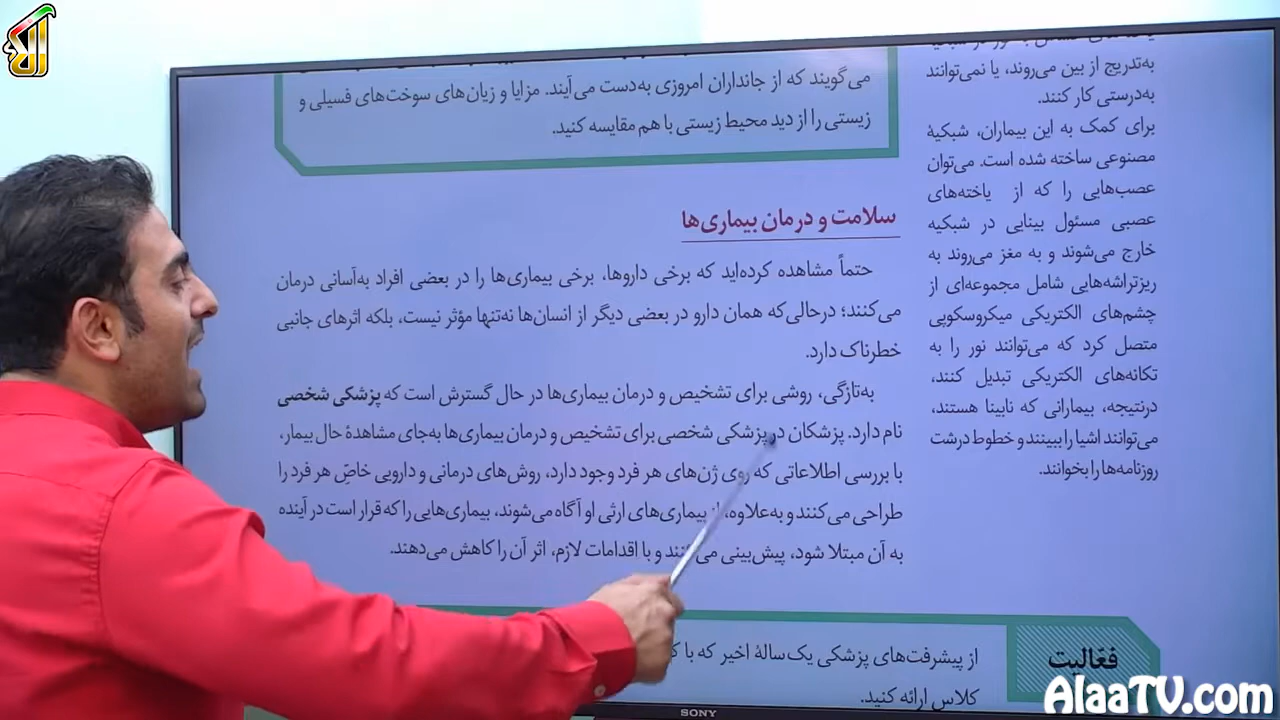 می‌گویند که از جانداران امروزی به‌دست می‌آیند. مزایا و زیان‌های سوخت‌های فسیلی و
زیستی را از دید محیط زیستی با هم مقایسه کنید.
سلامت و درمان بیماری‌ها
حتماً مشاهده کرده‌اید که برخی داروها، برخی بیماری‌ها را در بعضی افراد به‌آسانی درمان
می‌کنند؛ درحالی‌که همان دارو در بعضی دیگر از انسان‌ها نه‌تنها مؤثر نیست، بلکه اثرهای جانبی
خطرناک دارد.
به‌تازگی، روشی برای تشخیص و درمان بیماری‌ها در حال گسترش است که پزشکی شخصی
نام دارد. پزشکان در پزشکی شخصی برای تشخیص و درمان بیماری‌ها به‌جای مشاهدهٔ حال بیمار،
با بررسی اطلاعاتی که روی ژن‌های هر فرد وجود دارد، روش‌های درمانی و دارویی خاصِّ هر فرد را
طراحی می‌کنند و به‌علاوه، از بیماری‌های ارثی او آگاه می‌شوند، بیماری‌هایی را که قرار است در آینده
به آن مبتلا شود، پیش‌بینی می‌کنند و با اقدامات لازم، اثر آن را کاهش می‌دهند.
به‌تدریج از بین می‌روند، یا نمی‌توانند
به‌درستی کار کنند.
برای کمک به این بیماران، شبکیهٔ
مصنوعی ساخته شده است. می‌توان
عصب‌هایی را که از یاخته‌های
عصبی مسئول بینایی در شبکیه
خارج می‌شوند و به مغز می‌روند به
ریزتراشه‌هایی شامل مجموعه‌ای از
چشم‌های الکتریکی میکروسکوپی
متصل کرد که می‌توانند نور را به
تکانه‌های الکتریکی تبدیل کنند،
درنتیجه، بیمارانی که نابینا هستند،
می‌توانند اشیا را ببینند و خطوط درشت
روزنامه‌ها را بخوانند.
فعّالیت
از پیشرفت‌های پزشکی یک‌سالهٔ اخیر که با
کلاس ارائه کنید.
SONY
AlaaTV.com